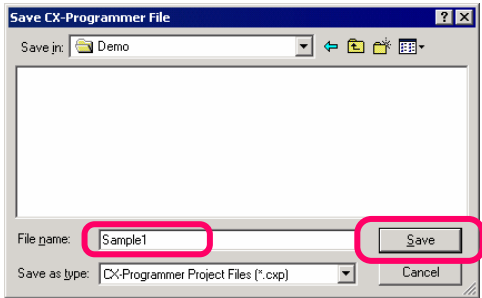 Save CX-Programmer File
Save in: Demo
File name: Sample1 Save
Save as type: CX-Programmer Project Files (*.cxp) Cancel